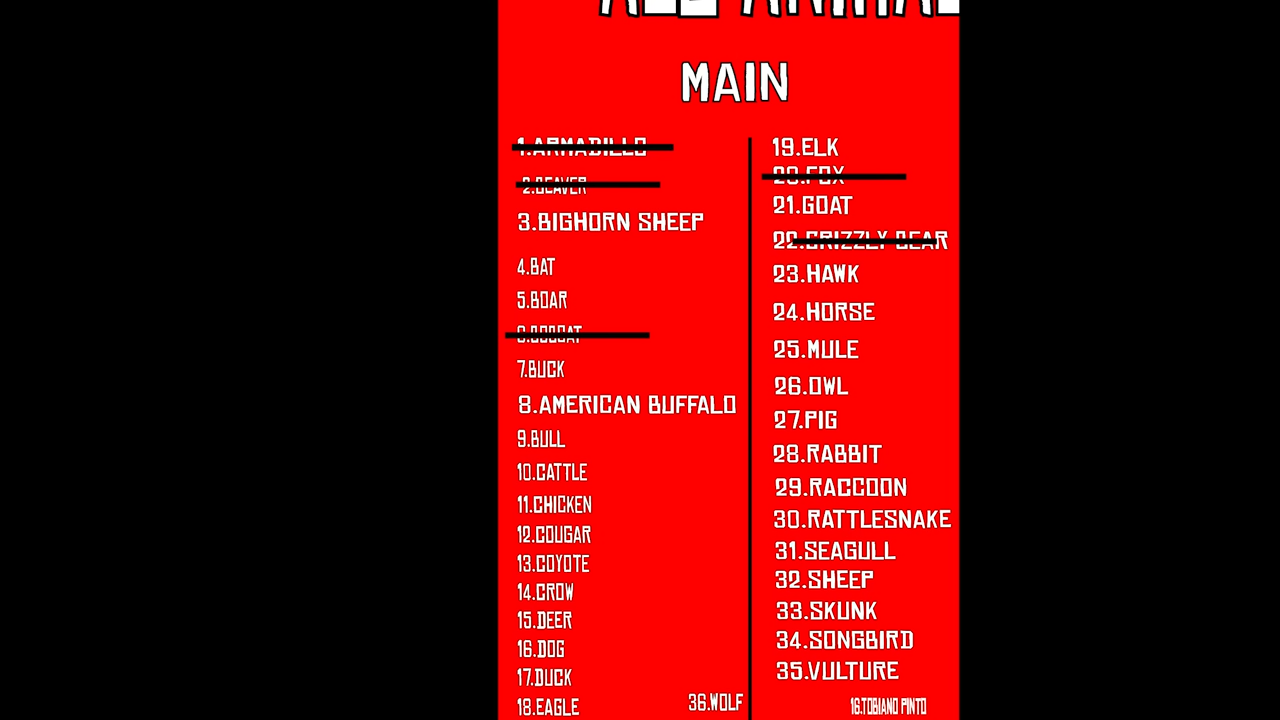 ALL ANIMAL
MAIN
1.ARMADILLO
2.BEAVER
3.BIGHORN SHEEP
4.BAT
5.BOAR
6.BOBCAT
7.BUCK
8.AMERICAN BUFFALO
9.BULL
10.CATTLE
11.CHICKEN
12.COUGAR
13.COYOTE
14.CROW
15.DEER
16.DOG
17.DUCK
18.EAGLE
36.WOLF
19.ELK
20.FOX
21.GOAT
22.GRIZZLY BEAR
23.HAWK
24.HORSE
25.MULE
26.OWL
27.PIG
28.RABBIT
29.RACCOON
30.RATTLESNAKE
31.SEAGULL
32.SHEEP
33.SKUNK
34.SONGBIRD
35.VULTURE
16.TOBIANO PINTO